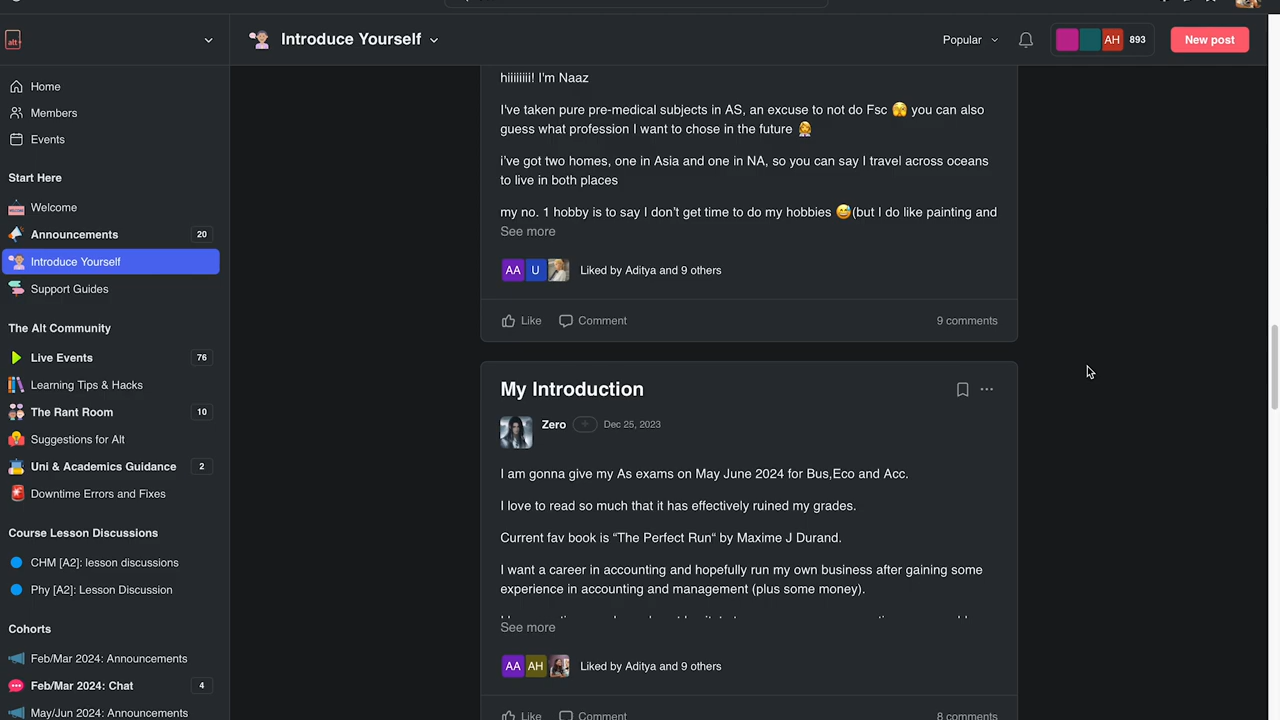 alt
Introduce Yourself
Popular
AH
893
New post
Home
Members
Events
Start Here
Welcome
Announcements
20
Introduce Yourself
Support Guides
The Alt Community
Live Events
76
Learning Tips & Hacks
The Rant Room
10
Suggestions for Alt
Uni & Academics Guidance
2
Downtime Errors and Fixes
Course Lesson Discussions
CHM [A2]: lesson discussions
Phy [A2]: Lesson Discussion
Cohorts
Feb/Mar 2024: Announcements
Feb/Mar 2024: Chat
4
May/Jun 2024: Announcements
hiiiiiiii! I'm Naaz
I've taken pure pre-medical subjects in AS, an excuse to not do Fsc 🫣 you can also
guess what profession I want to chose in the future 👩‍⚕️
i've got two homes, one in Asia and one in NA, so you can say I travel across oceans
to live in both places
my no. 1 hobby is to say I don't get time to do my hobbies 😅(but I do like painting and
See more
AA
U
Liked by Aditya and 9 others
Like
Comment
9 comments
My Introduction
Zero
Dec 25, 2023
I am gonna give my As exams on May June 2024 for Bus,Eco and Acc.
I love to read so much that it has effectively ruined my grades.
Current fav book is “The Perfect Run“ by Maxime J Durand.
I want a career in accounting and hopefully run my own business after gaining some
experience in accounting and management (plus some money).
See more
AA
AH
Liked by Aditya and 9 others
Like
Comment
8 comments